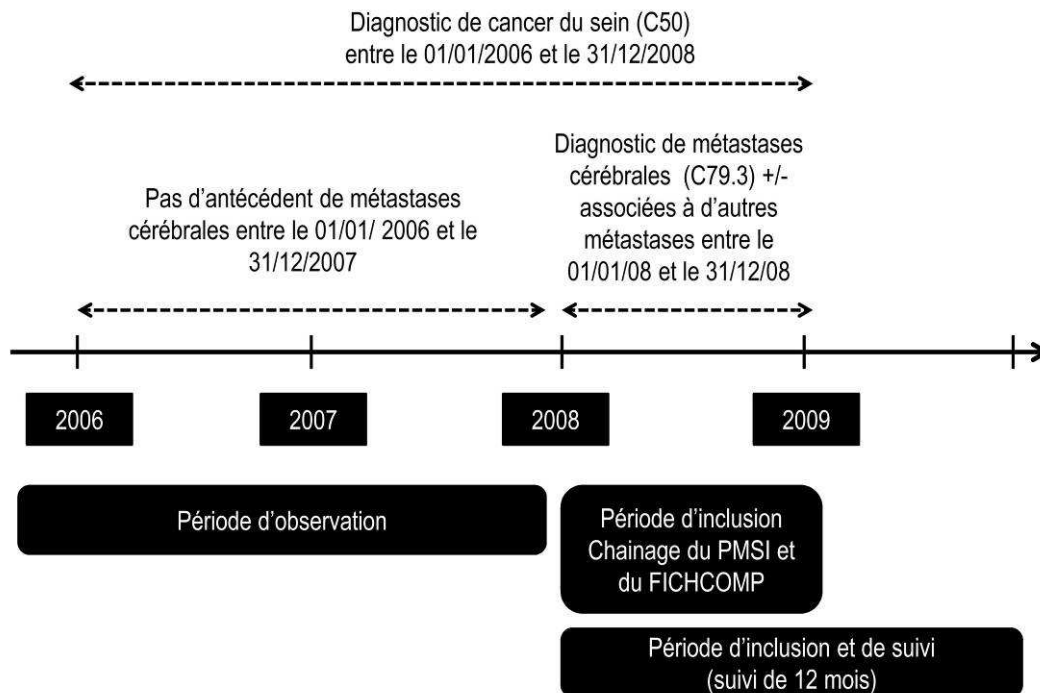 Diagnostic de cancer du sein (C50)
entre le 01/01/2006 et le 31/12/2008
Diagnostic de métastases
cérébrales (C79.3) +/-
associées à d'autres
métastases entre le
01/01/08 et le 31/12/08
Pas d'antécédent de métastases
cérébrales entre le 01/01/ 2006 et le
31/12/2007
2006
2007
2008
2009
Période d'observation
Période d'inclusion
Chainage du PMSI et
du FICHCOMP
Période d'inclusion et de suivi
(suivi de 12 mois)